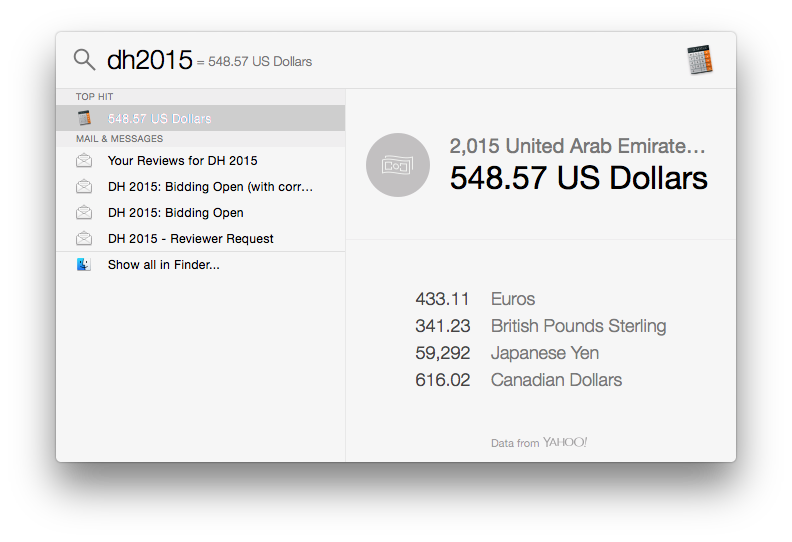 dh2015 = 548.57 US Dollars
TOP HIT
548.57 US Dollars
MAIL & MESSAGES
Your Reviews for DH 2015
DH 2015: Bidding Open (with corr…
DH 2015: Bidding Open
DH 2015 - Reviewer Request
Show all in Finder...
2,015 United Arab Emirate…
548.57 US Dollars
433.11 Euros
341.23 British Pounds Sterling
59,292 Japanese Yen
616.02 Canadian Dollars
Data from YAHOO!